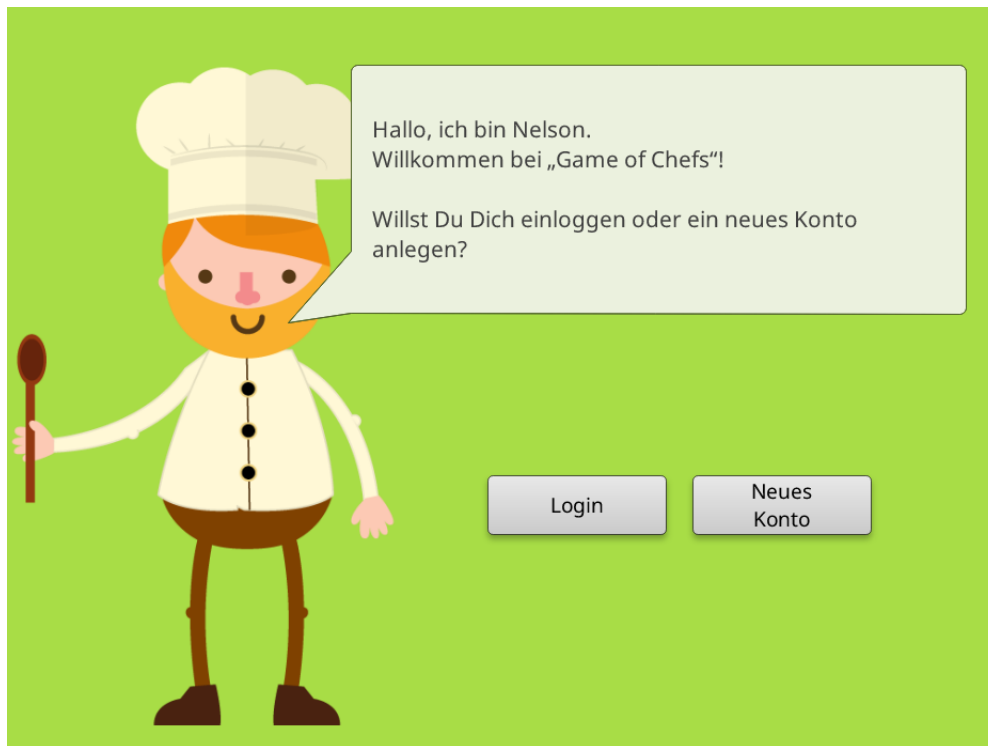 Hallo, ich bin Nelson.
Willkommen bei „Game of Chefs“!
Willst Du Dich einloggen oder ein neues Konto
anlegen?
Login
Neues
Konto